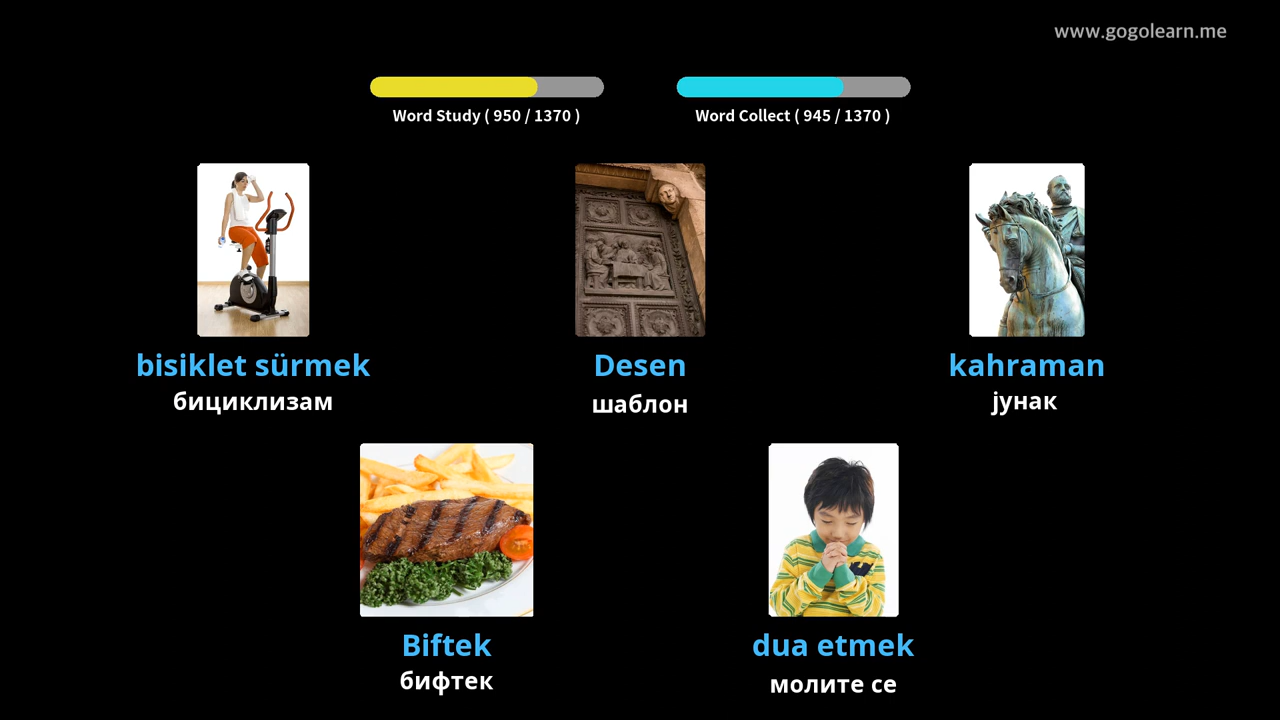 www.gogolearn.me
Word Study ( 950 / 1370 )
Word Collect ( 945 / 1370 )
bisiklet sürmek
бициклизам
Desen
шаблон
kahraman
јунак
Biftek
бифтек
dua etmek
молите се